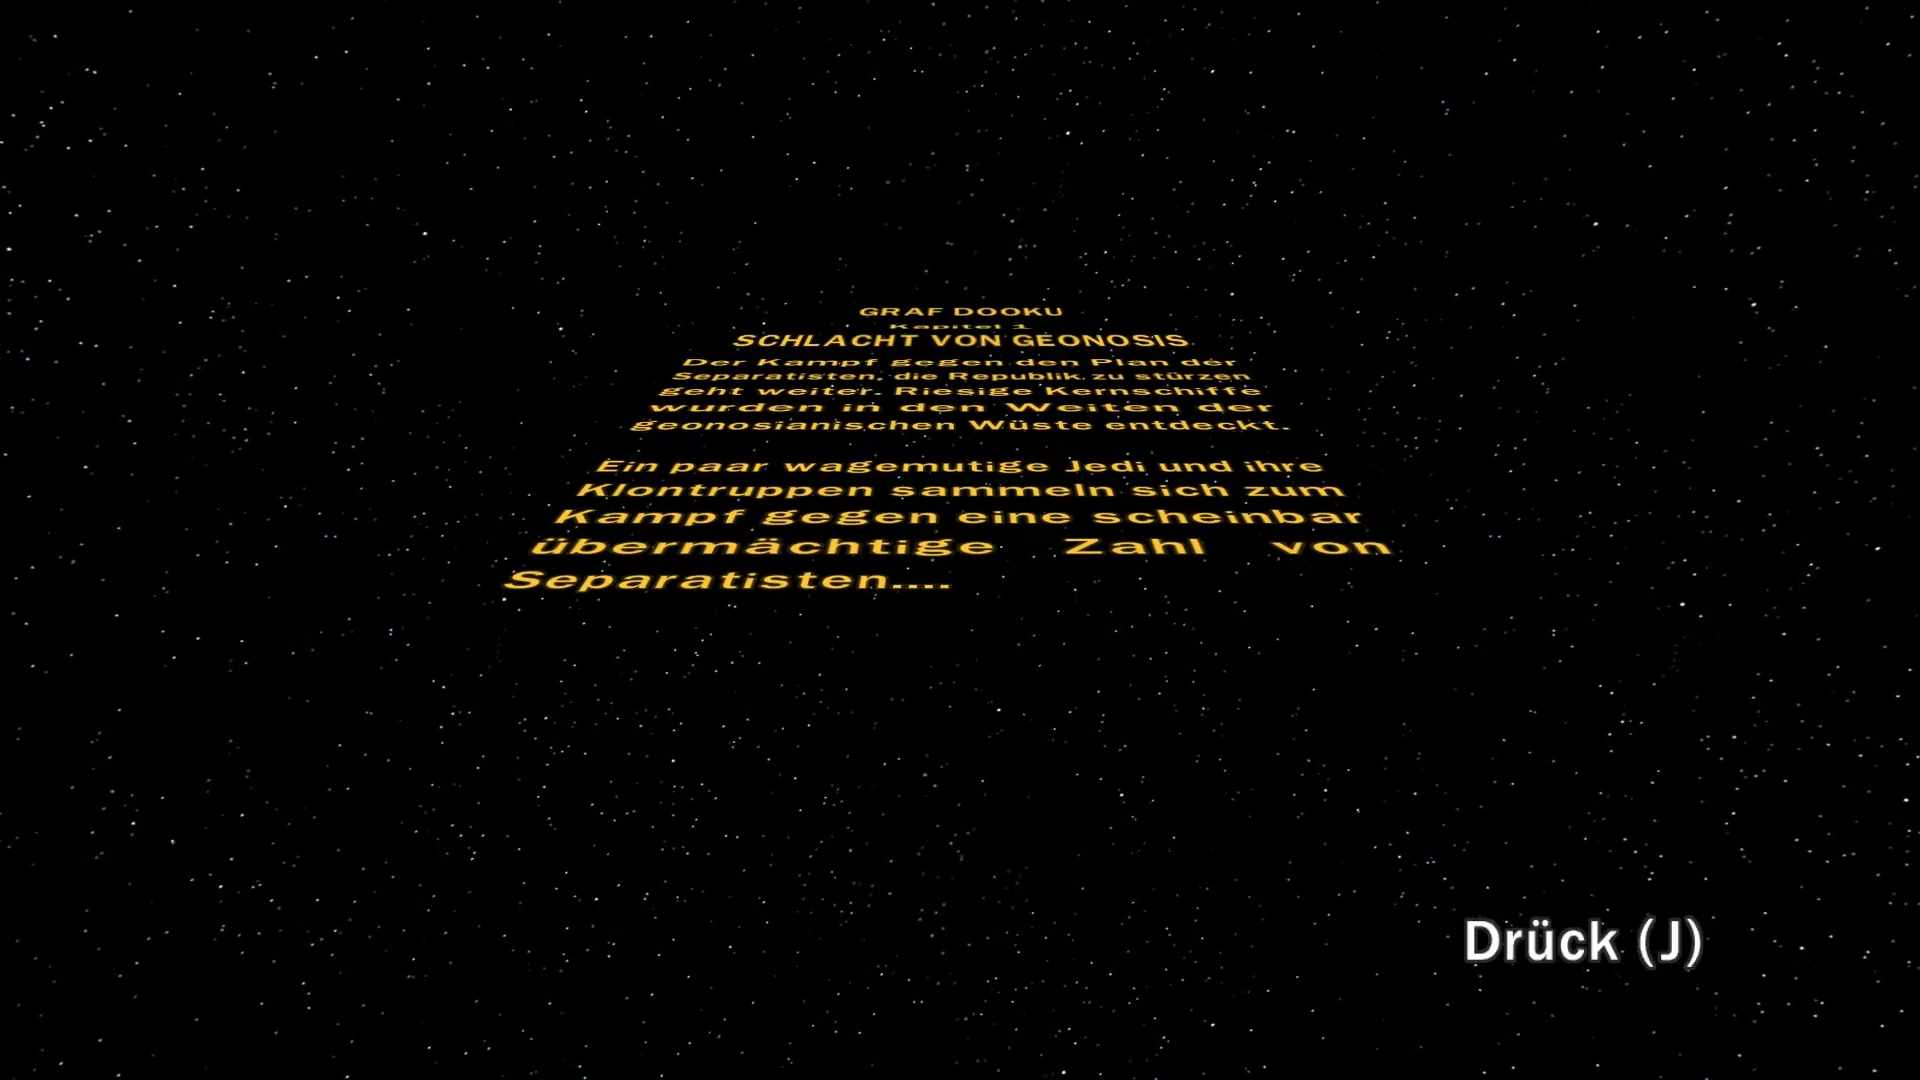 GRAF DOOKU
Kapitel 1
SCHLACHT VON GEONOSIS
Der Kampf gegen den Plan der
Separatisten, die Republik zu stürzen
geht weiter. Riesige Kernschiffe
wurden in den Weiten der
geonosianischen Wüste entdeckt.
Ein paar wagemutige Jedi und ihre
Klontruppen sammeln sich zum
Kampf gegen eine scheinbar
übermächtige Zahl von
Separatisten....
Drück (J)